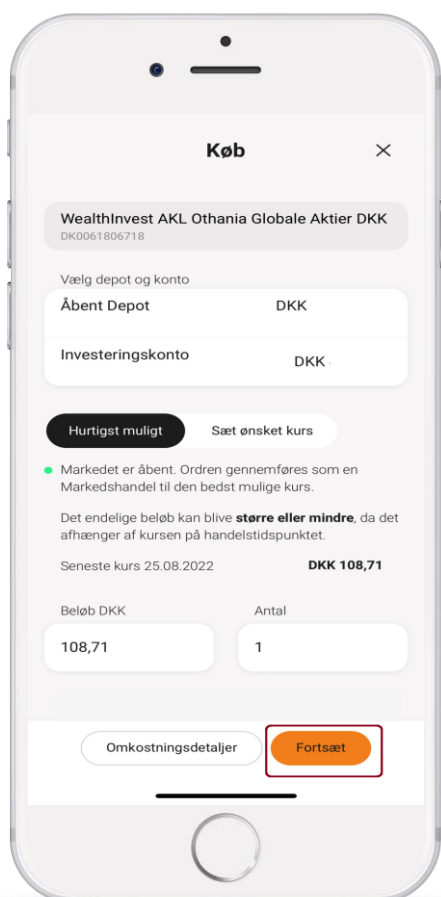 Køb
WealthInvest AKL Othania Globale Aktier DKK
DK0061806718
Vælg depot og konto
Åbent Depot DKK
Investeringskonto DKK
Hurtigst muligt Sæt ønsket kurs
Markedet er åbent. Ordren gennemføres som en
Markedshandel til den bedst mulige kurs.
Det endelige beløb kan blive større eller mindre, da det
afhænger af kursen på handelstidspunktet.
Seneste kurs 25.08.2022 DKK 108,71
Beløb DKK Antal
108,71 1
Omkostningsdetaljer Fortsæt